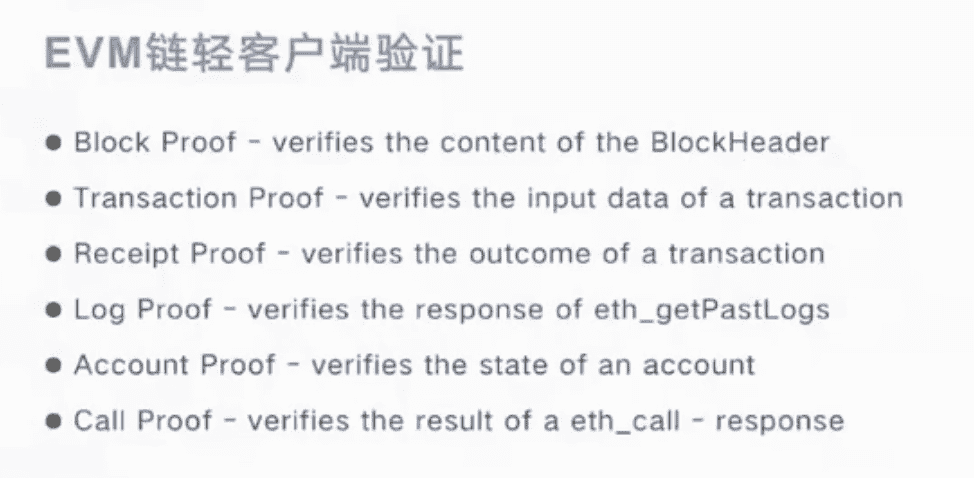 EVM链轻客户端验证
● Block Proof - verifies the content of the BlockHeader
● Transaction Proof - verifies the input data of a transaction
● Receipt Proof - verifies the outcome of a transaction
● Log Proof - verifies the response of eth_getPastLogs
● Account Proof - verifies the state of an account
● Call Proof - verifies the result of a eth_call - response